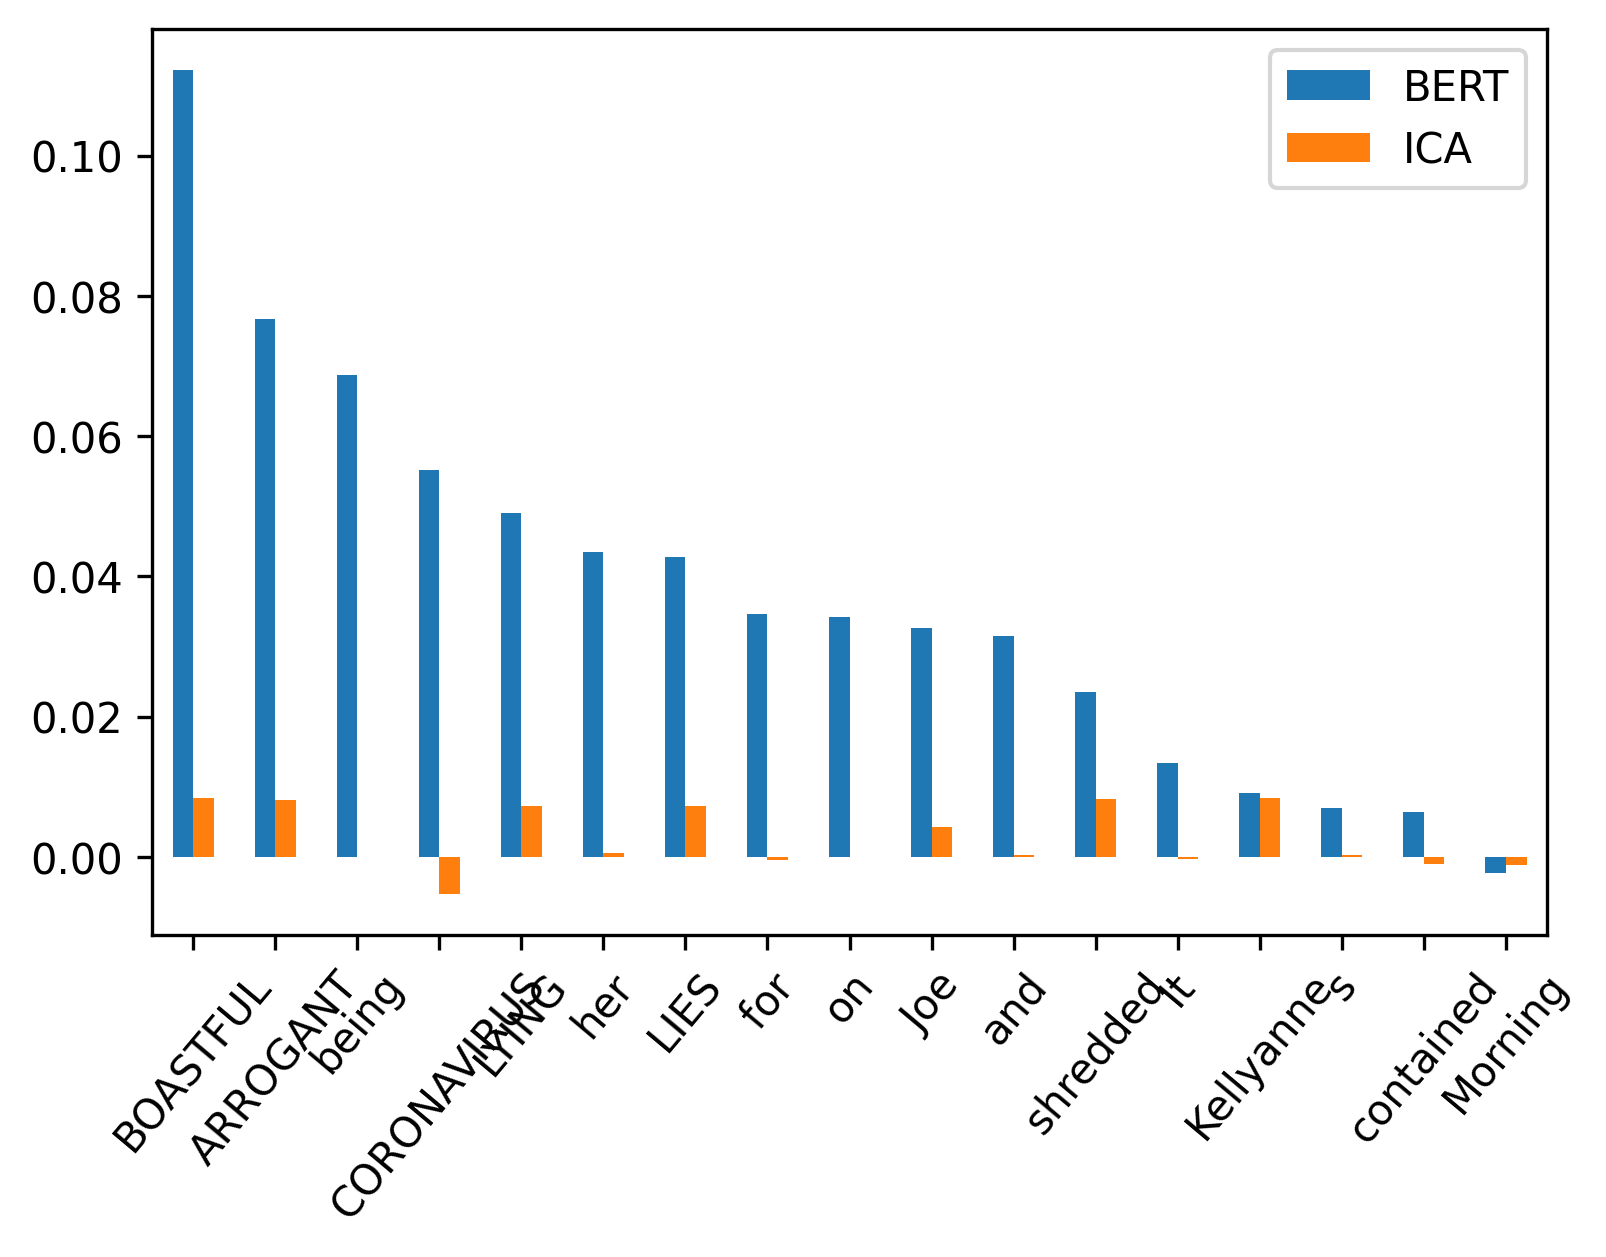 BERT
ICA
0.10
0.08
0.06
0.04
0.02
0.00
BOASTFUL
ARROGANT
being
CORONAVIRUS
LYING
her
LIES
for
on
Joe
and
shredded
It
Kellyanne
s
contained
Morning